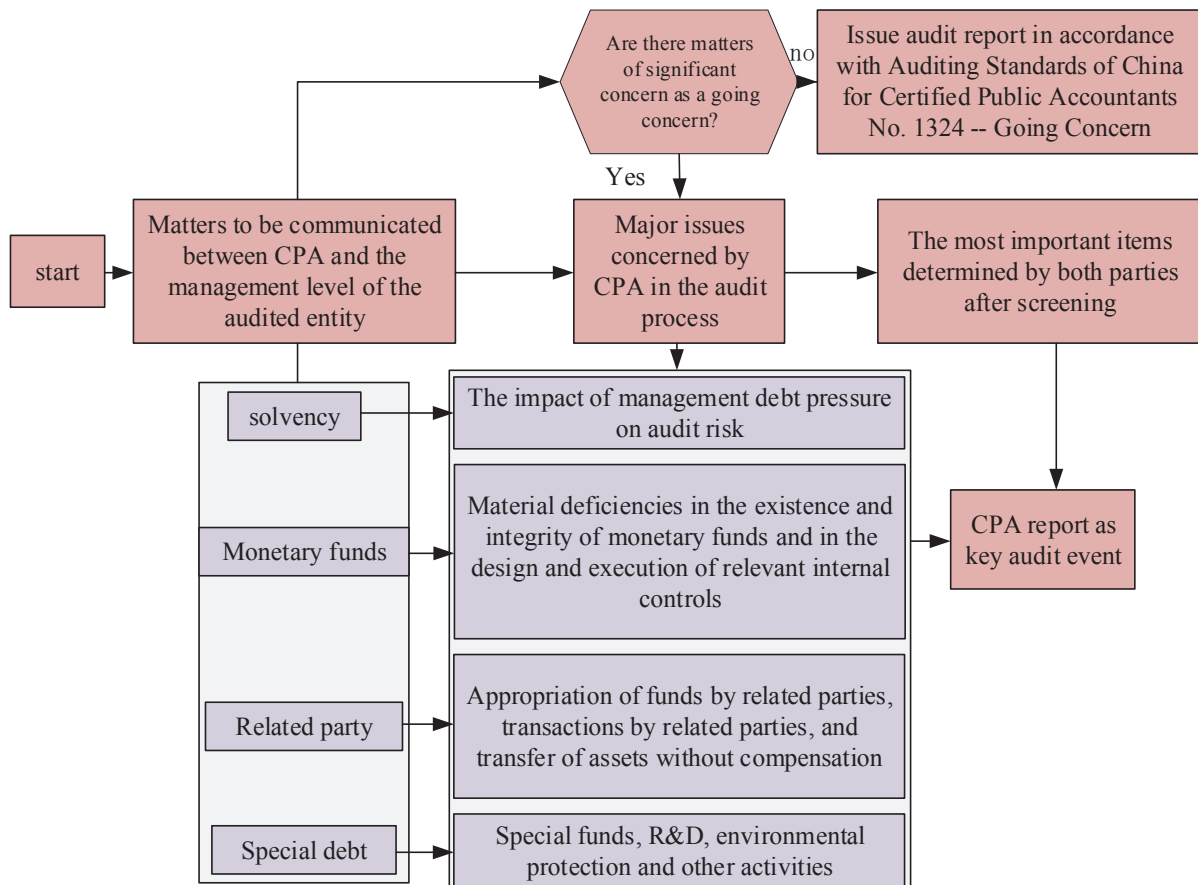 Are there matters
of significant
concern as a going
concern?
no
Issue audit report in accordance
with Auditing Standards of China
for Certified Public Accountants
No. 1324 -- Going Concern
Yes
start
Matters to be communicated
between CPA and the
management level of the
audited entity
Major issues
concerned by
CPA in the audit
process
The most important items
determined by both parties
after screening
solvency
The impact of management debt pressure
on audit risk
Monetary funds
Material deficiencies in the existence and
integrity of monetary funds and in the
design and execution of relevant internal
controls
CPA report as
key audit event
Related party
Appropriation of funds by related parties,
transactions by related parties, and
transfer of assets without compensation
Special debt
Special funds, R&D, environmental
protection and other activities